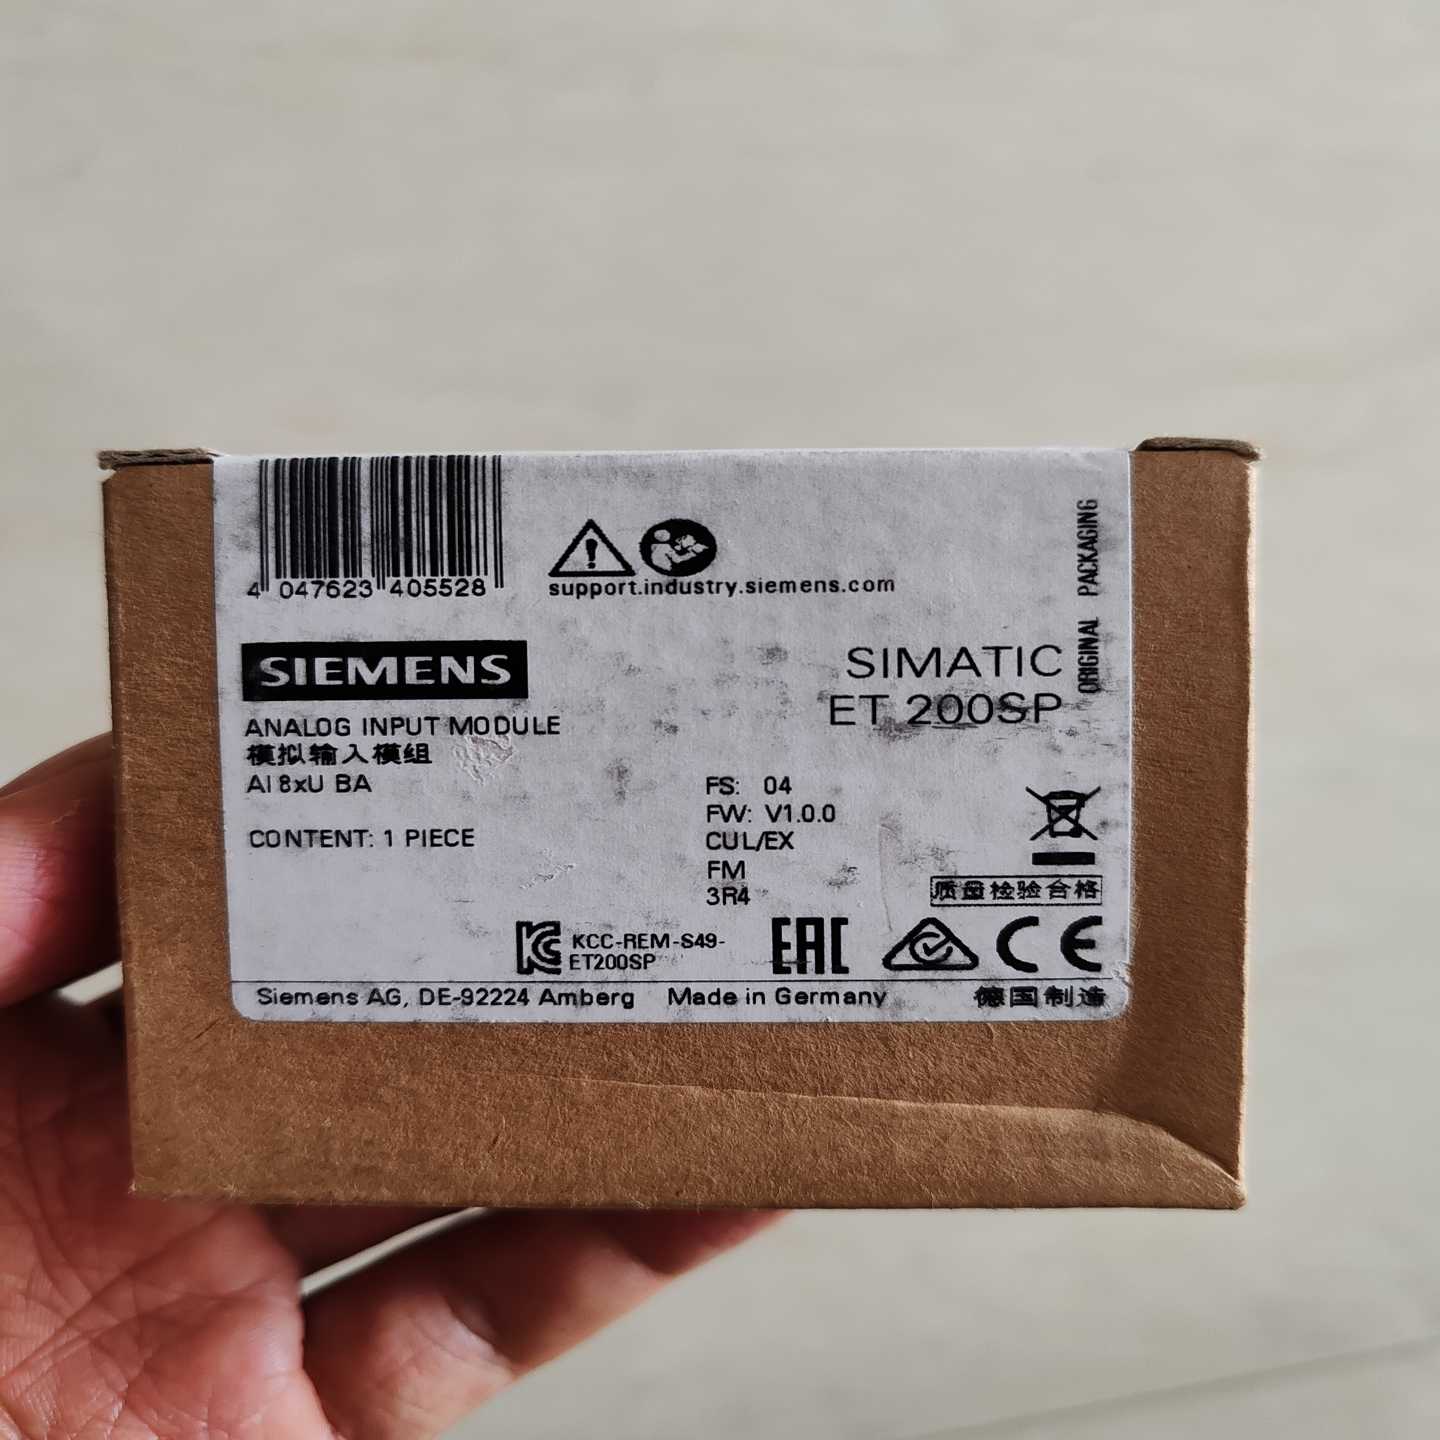 4 047623 405528
support.industry.siemens.com
ORIGINAL PACKAGING
SIEMENS
SIMATIC
ET 200SP
ANALOG INPUT MODULE
模拟输入模组
AI 8xU BA
CONTENT: 1 PIECE
FS: 04
FW: V1.0.0
CUL/EX
FM
3R4
质量检验合格
KC KCC-REM-S49-
ET200SP
EAC
CE
Siemens AG, DE-92224 Amberg Made in Germany 德国制造